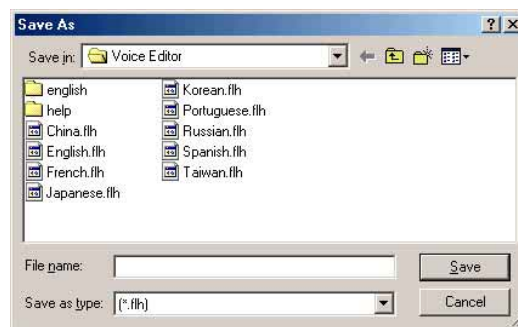 Save As
Save in: Voice Editor
english
help
China.flh
English.flh
French.flh
Japanese.flh
Korean.flh
Portuguese.flh
Russian.flh
Spanish.flh
Taiwan.flh
File name:
Save
Save as type: (*.flh)
Cancel